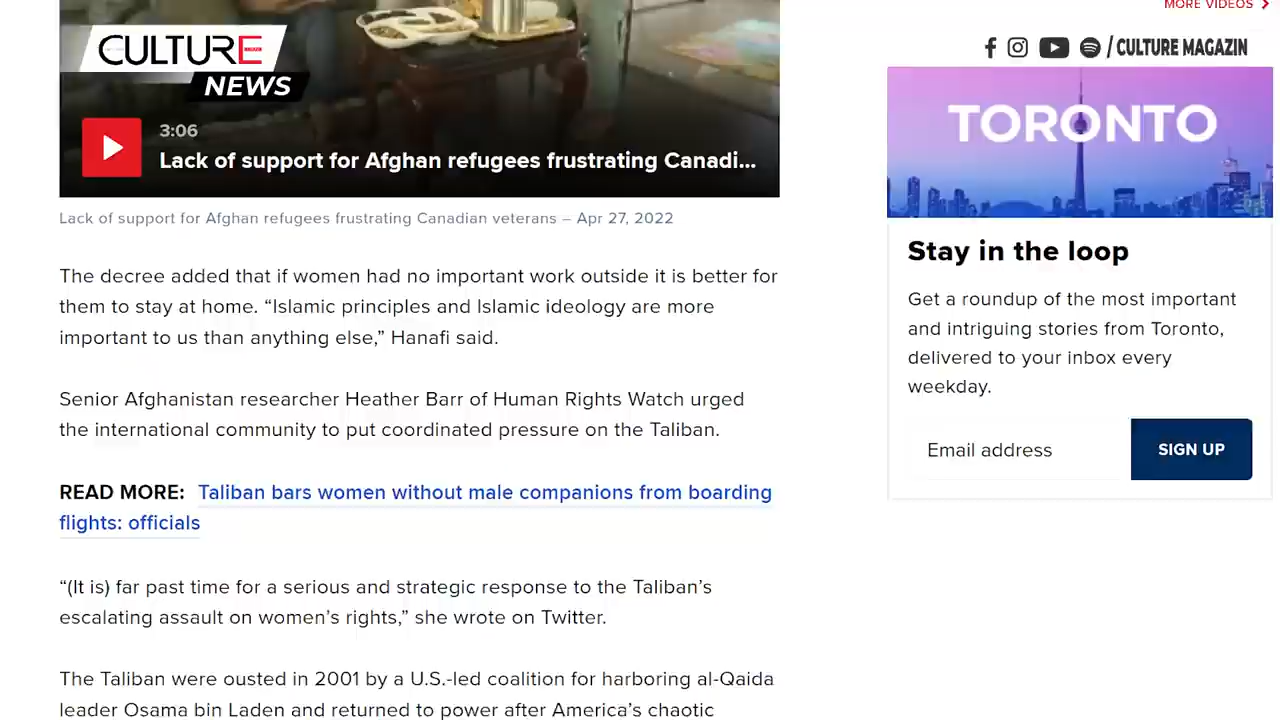 MORE VIDEOS
CULTURE
NEWS
/ CULTURE MAGAZIN
TORONTO
3:06
Lack of support for Afghan refugees frustrating Canadi...
Lack of support for Afghan refugees frustrating Canadian veterans – Apr 27, 2022
The decree added that if women had no important work outside it is better for
them to stay at home. “Islamic principles and Islamic ideology are more
important to us than anything else,” Hanafi said.
Senior Afghanistan researcher Heather Barr of Human Rights Watch urged
the international community to put coordinated pressure on the Taliban.
READ MORE: Taliban bars women without male companions from boarding
flights: officials
“(It is) far past time for a serious and strategic response to the Taliban’s
escalating assault on women’s rights,” she wrote on Twitter.
The Taliban were ousted in 2001 by a U.S.-led coalition for harboring al-Qaida
leader Osama bin Laden and returned to power after America’s chaotic
Stay in the loop
Get a roundup of the most important
and intriguing stories from Toronto,
delivered to your inbox every
weekday.
Email address
SIGN UP